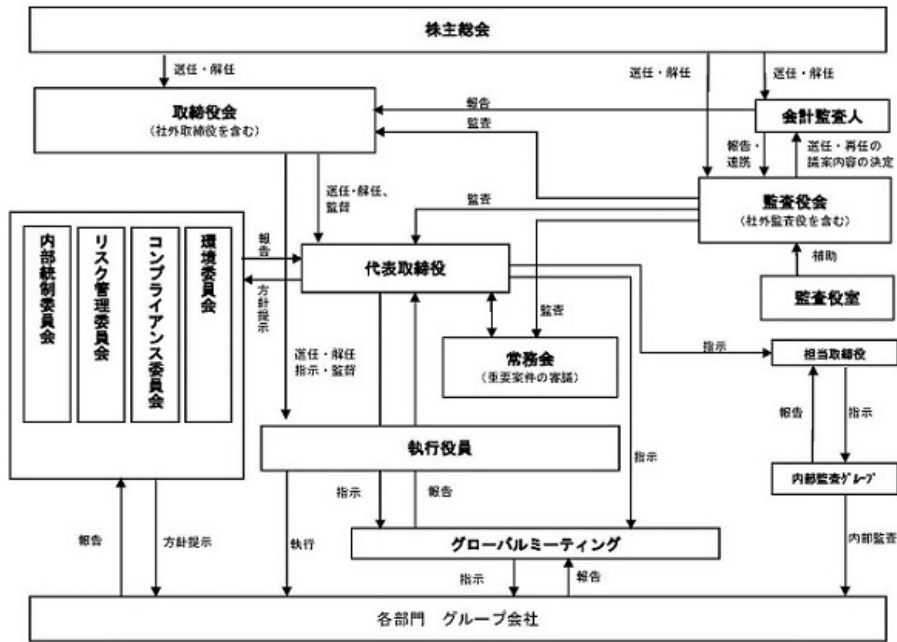 株主総会
選任・解任
選任・解任
選任・解任
取締役会
(社外取締役を含む)
報告
監査
会計監査人
報告・
連携
選任・再任の
議案内容の決定
選任・解任、
監督
監査
監査役会
(社外監査役を含む)
補助
監査役室
内部統制委員会
リスク管理委員会
コンプライアンス委員会
環境委員会
報告
方針提示
代表取締役
監査
常務会
(重要案件の審議)
指示
担当取締役
選任・解任
指示・監督
報告
指示
執行役員
指示
内部監査グループ
指示
報告
報告
方針提示
執行
グローバルミーティング
内部監査
指示
報告
各部門 グループ会社